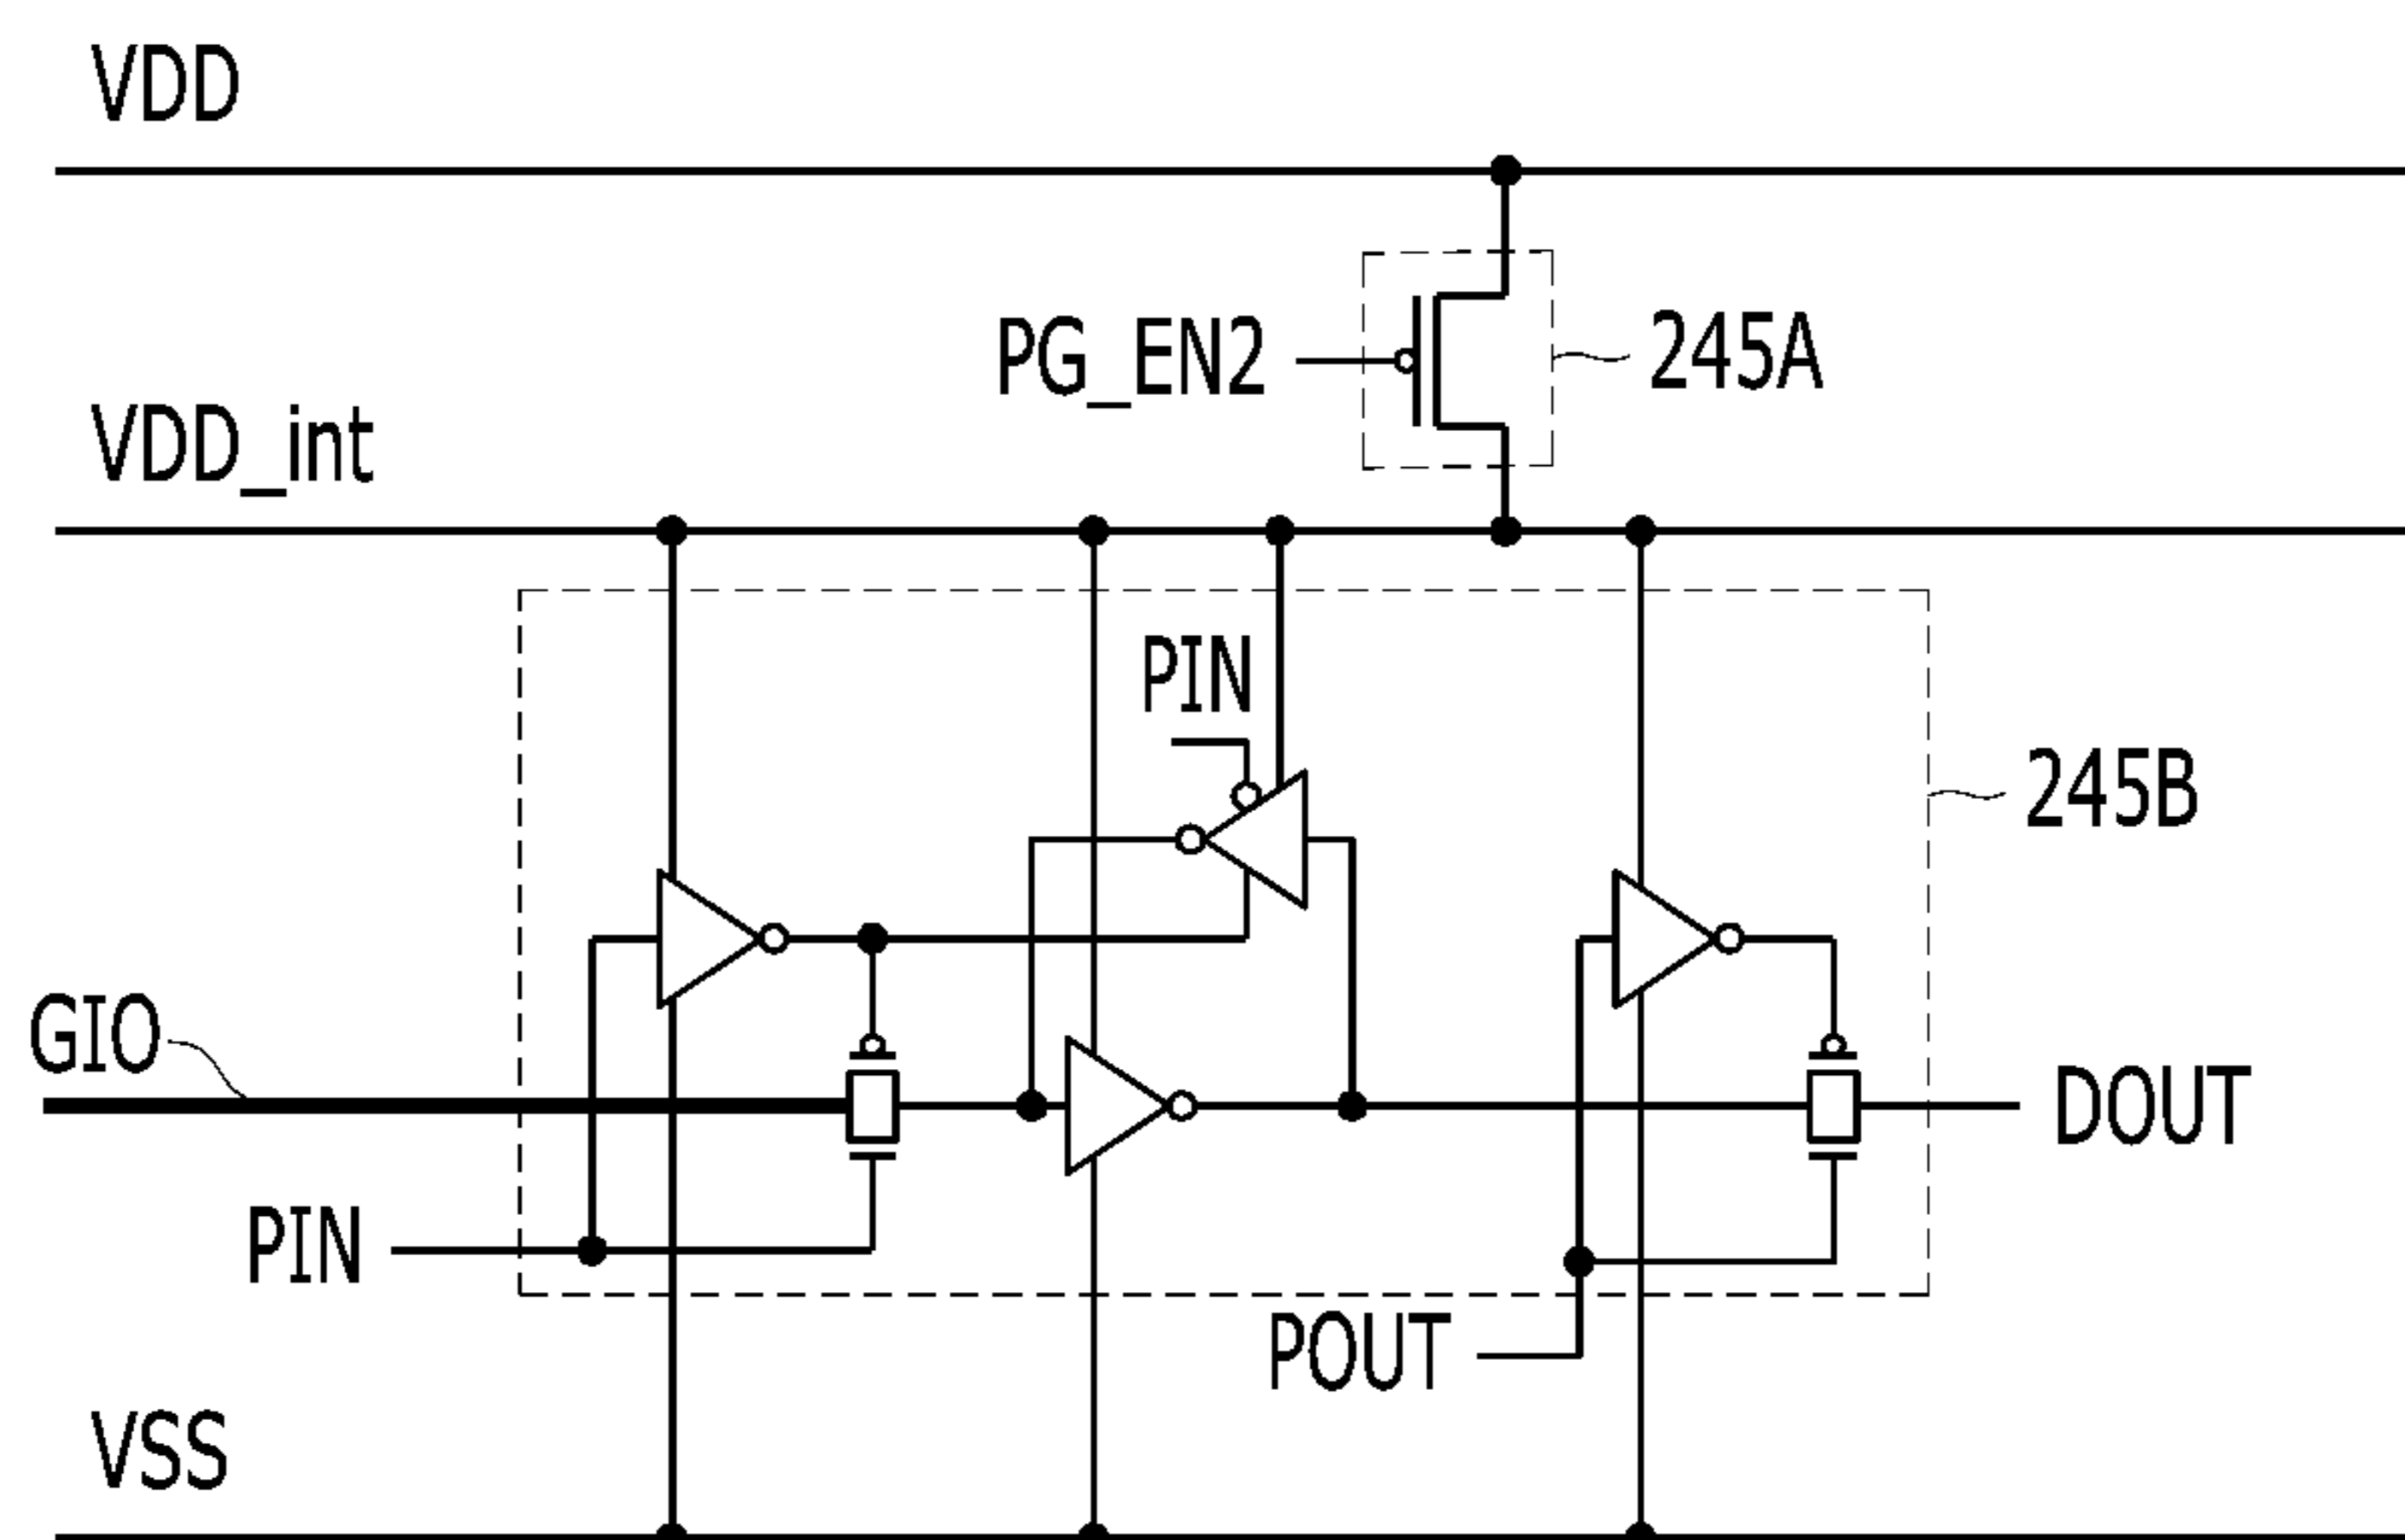 VDD
PG_EN2
245A
VDD_int
PIN
245B
GIO
DOUT
PIN
POUT
VSS